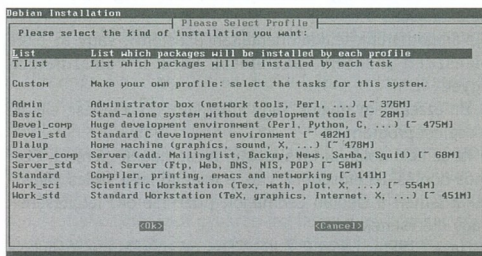 Debian Installation
Please Select Profile
Please select the kind of installation you want:
List List which packages will be installed by each profile
T.List List which packages will be installed by each task
Custom Make your own profile: select the tasks for this system.
Admin Administrator box (network tools, Perl, ...) [~ 376M]
Basic Stand-alone system without development tools [~ 28M]
Devel_comp Huge development environment (Perl, Python, C, ...) [~ 475M]
Devel_std Standard C development environment [~ 402M]
Dialup Home machine (graphics, sound, X, ...) [~ 478M]
Server_comp Server (add. Mailinglist, Backup, News, Samba, Squid) [~ 68M]
Server_std Std. Server (Ftp, Web, DNS, NIS, POP) [~ 50M]
Standard Compiler, printing, emacs and networking [~ 141M]
Work_sci Scientific Workstation (Tex, math, plot, X, ...) [~ 554M]
Work_std Standard Workstation (TeX, graphics, Internet, X, ...) [~ 451M]
<Ok> <Cancel>